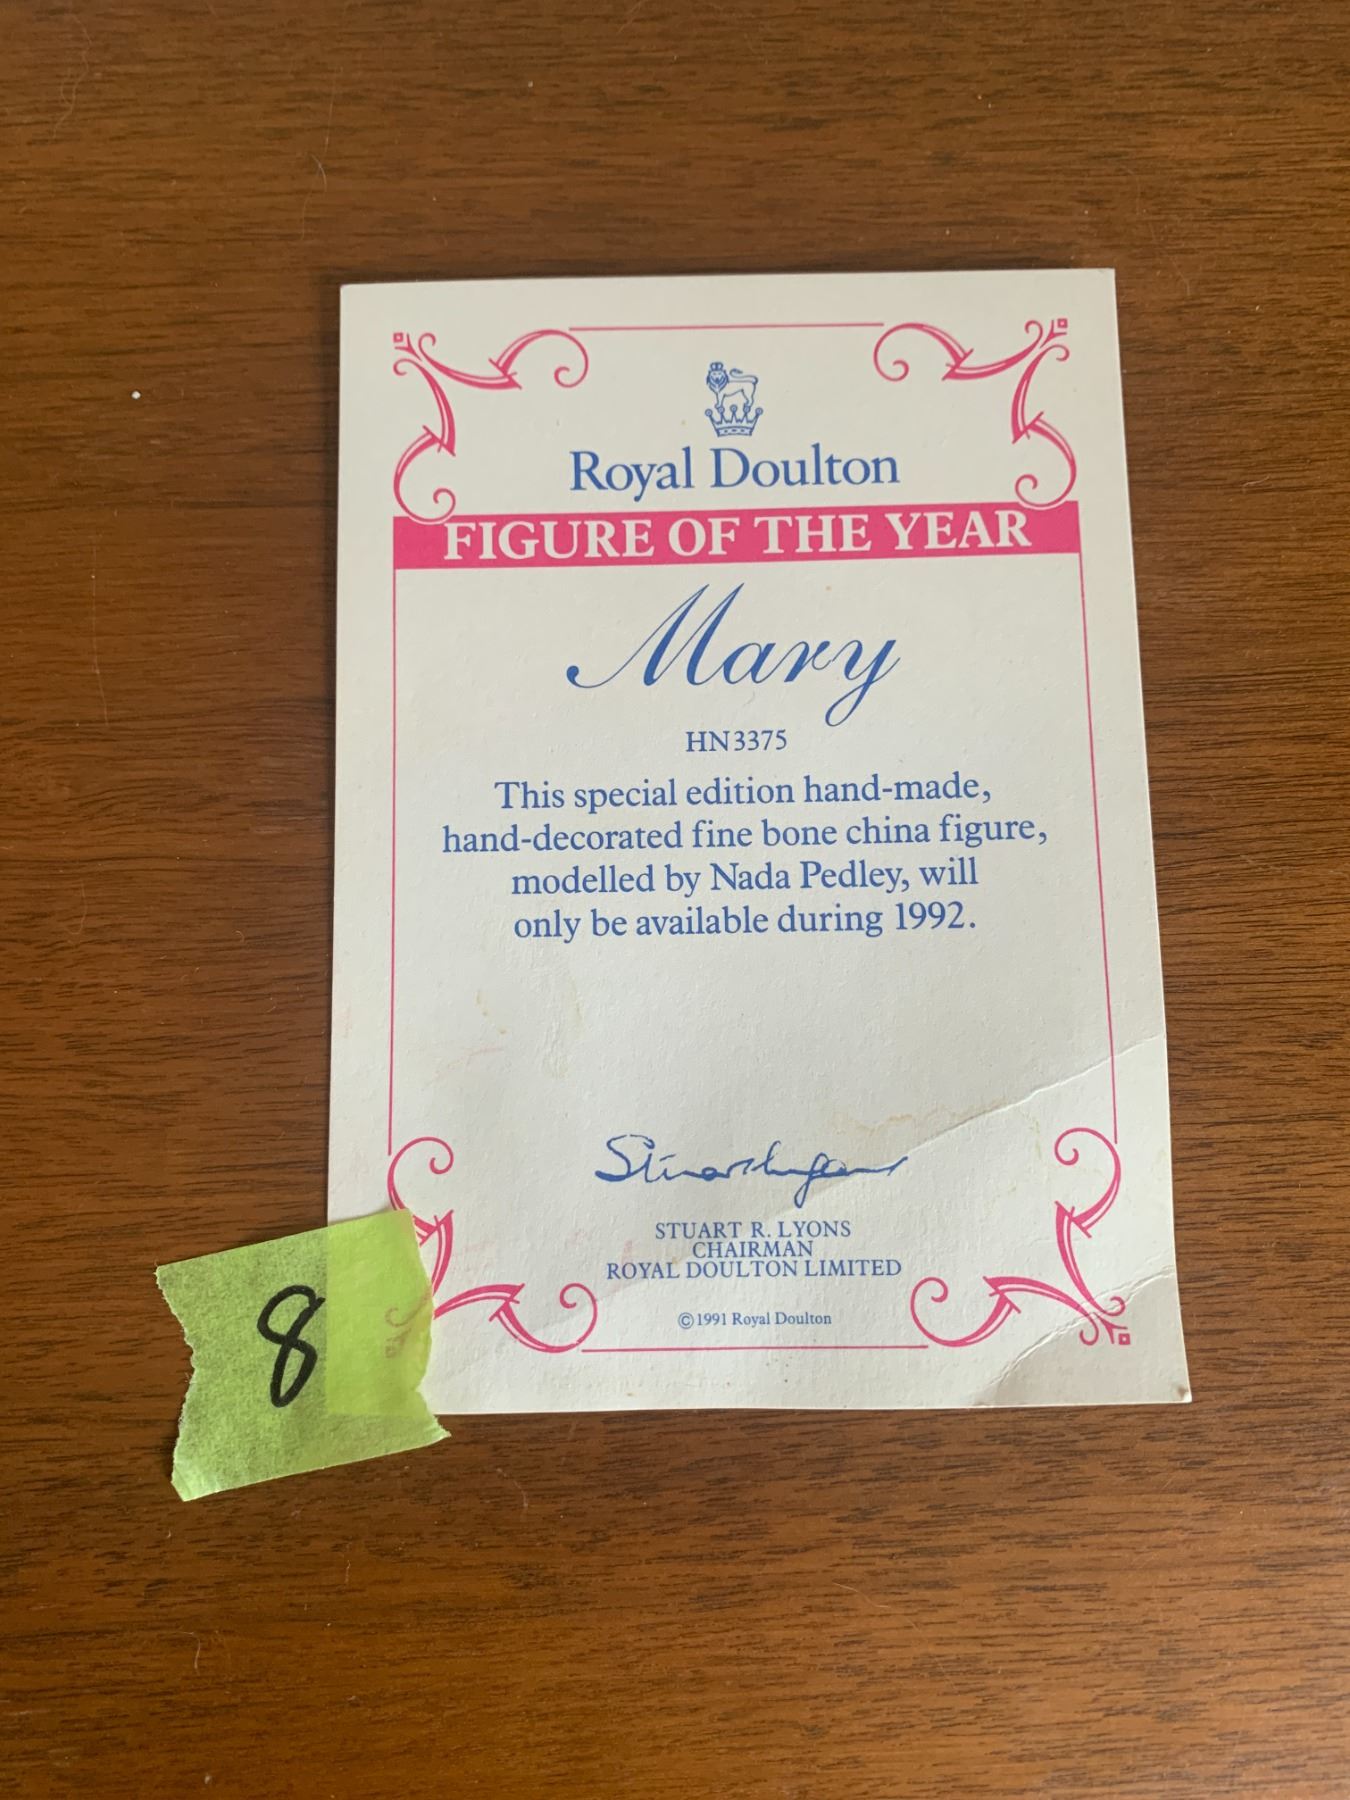 Royal Doulton
FIGURE OF THE YEAR
Mary
HN3375
This special edition hand-made,
hand-decorated fine bone china figure,
modelled by Nada Pedley, will
only be available during 1992.
Stuart Lyons
STUART R. LYONS
CHAIRMAN
ROYAL DOULTON LIMITED
©1991 Royal Doulton
8